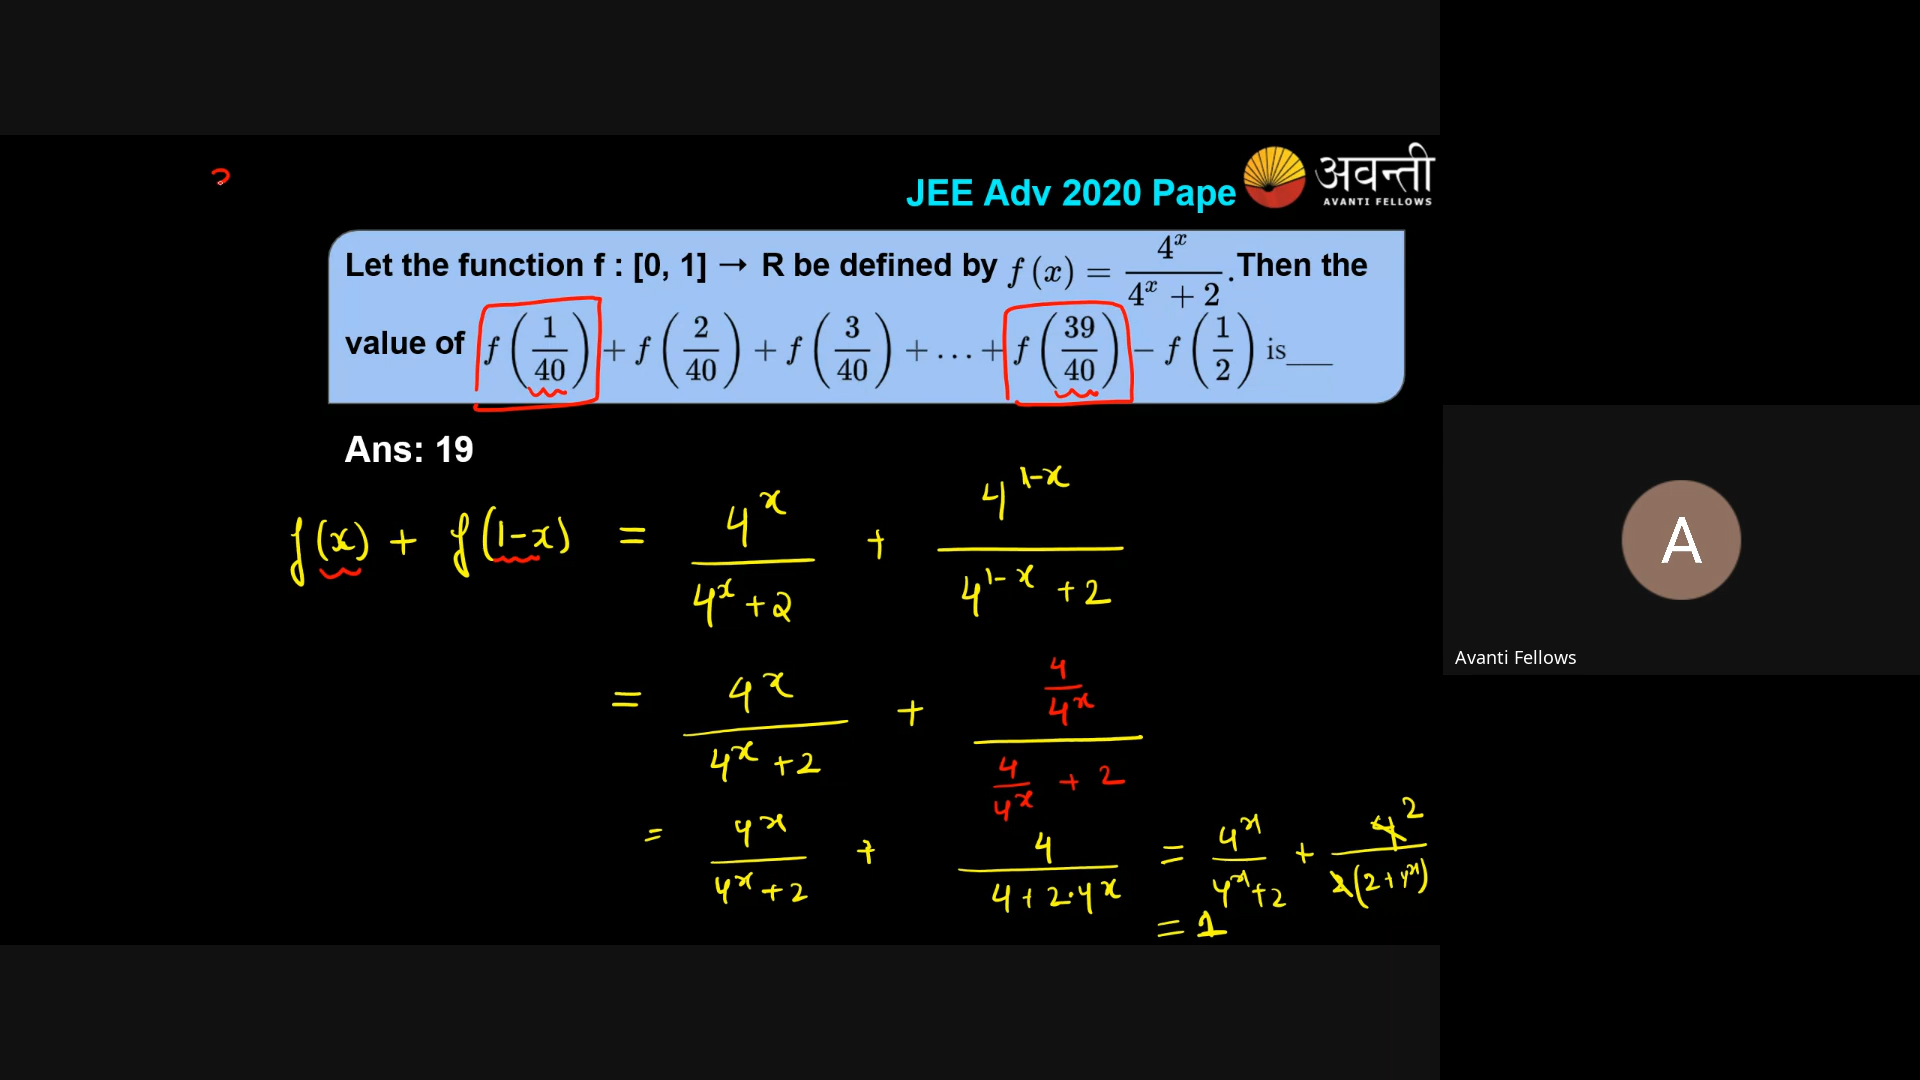 JEE Adv 2020 Pape
अवन्ती
AVANTI FELLOWS
Let the function f : [0, 1] → R be defined by f(x) = 4^x / (4^x + 2). Then the
value of f(1/40) + f(2/40) + f(3/40) + ... + f(39/40) − f(1/2) is___
Ans: 19
f(x) + f(1-x) = 4^x / (4^x + 2) + 4^(1-x) / (4^(1-x) + 2)
= 4^x / (4^x + 2) + (4/4^x) / (4/4^x + 2)
= 4^x / (4^x + 2) + 4 / (4 + 2·4^x) = 4^x / (4^x + 2) + 4 2 / 2(2 + 4^x)
= 1
A
Avanti Fellows